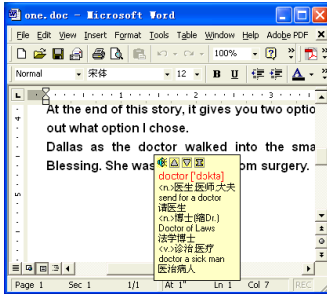 one.doc - Microsoft Word
File Edit View Insert Format Tools Table Window Help Adobe PDF
100%
Normal 宋体 12 B U A
1 2 3
At the end of this story, it gives you two optio
out what option I chose.
Dallas as the doctor walked into the sma
Blessing. She was om surgery.
doctor ['dɔktə]
<n.>医生 医师;大夫
send for a doctor
请医生
<n.>博士(缩Dr.)
Doctor of Laws
法学博士
<v.>诊治;医疗
doctor a sick man
医治病人
Page 1 Sec 1 1/1 At 1" Ln 1 Col 7 REC